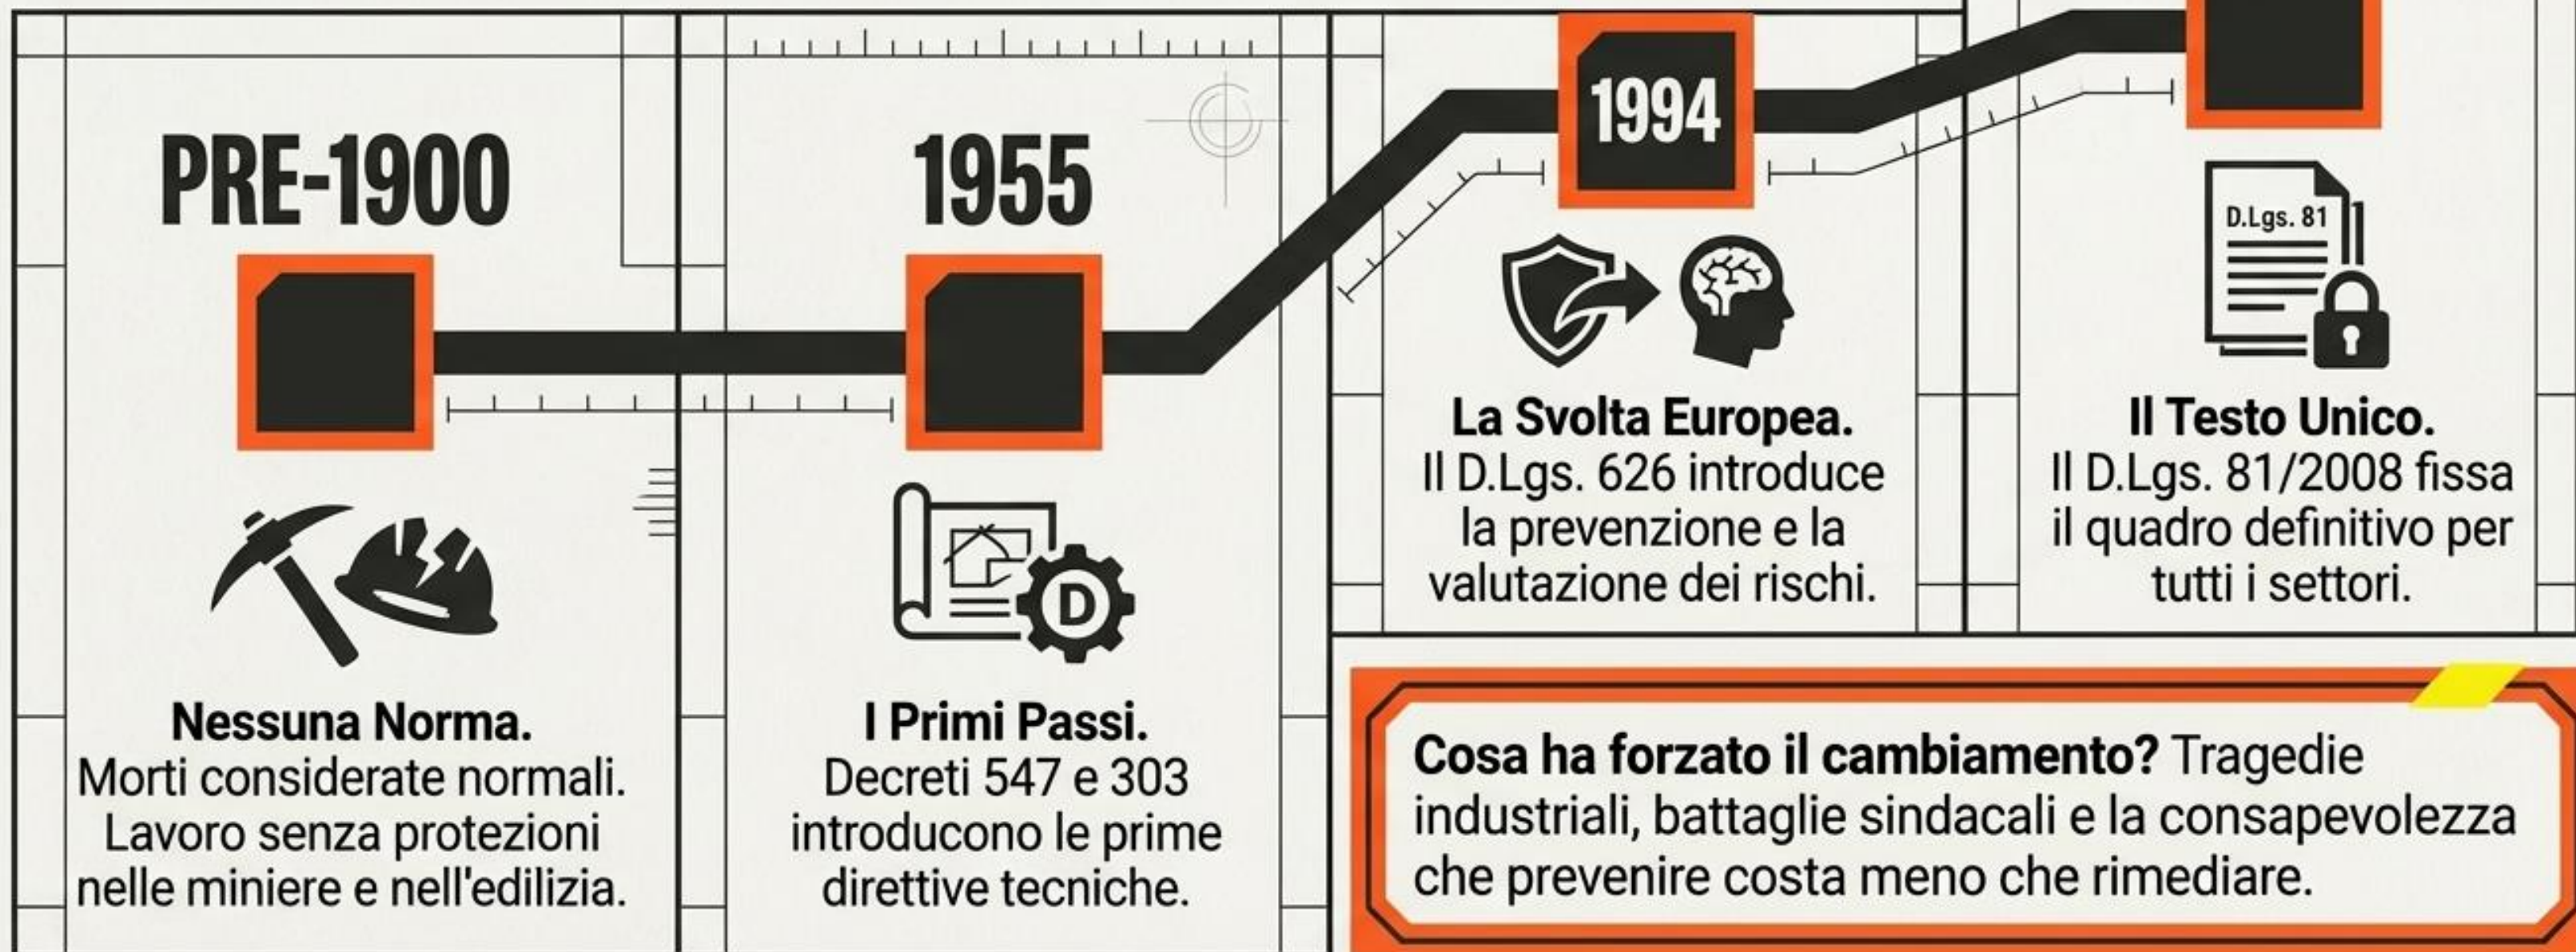 PRE-1900
Nessuna Norma.
Morti considerate normali.
Lavoro senza protezioni
nelle miniere e nell'edilizia.
1955
D
I Primi Passi.
Decreti 547 e 303
introducono le prime
direttive tecniche.
1994
La Svolta Europea.
Il D.Lgs. 626 introduce
la prevenzione e la
valutazione dei rischi.
D.Lgs. 81
Il Testo Unico.
Il D.Lgs. 81/2008 fissa
il quadro definitivo per
tutti i settori.
Cosa ha forzato il cambiamento? Tragedie
industriali, battaglie sindacali e la consapevolezza
che prevenire costa meno che rimediare.